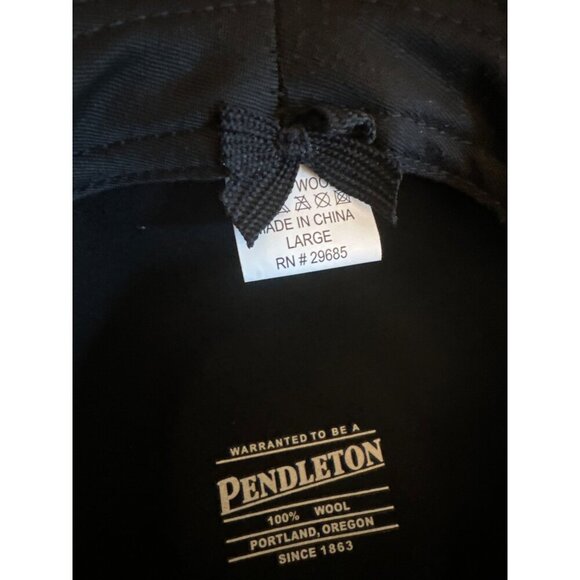 WOOL
MADE IN CHINA
LARGE
RN # 29685
WARRANTED TO BE A
PENDLETON
100% WOOL
PORTLAND, OREGON
SINCE 1863